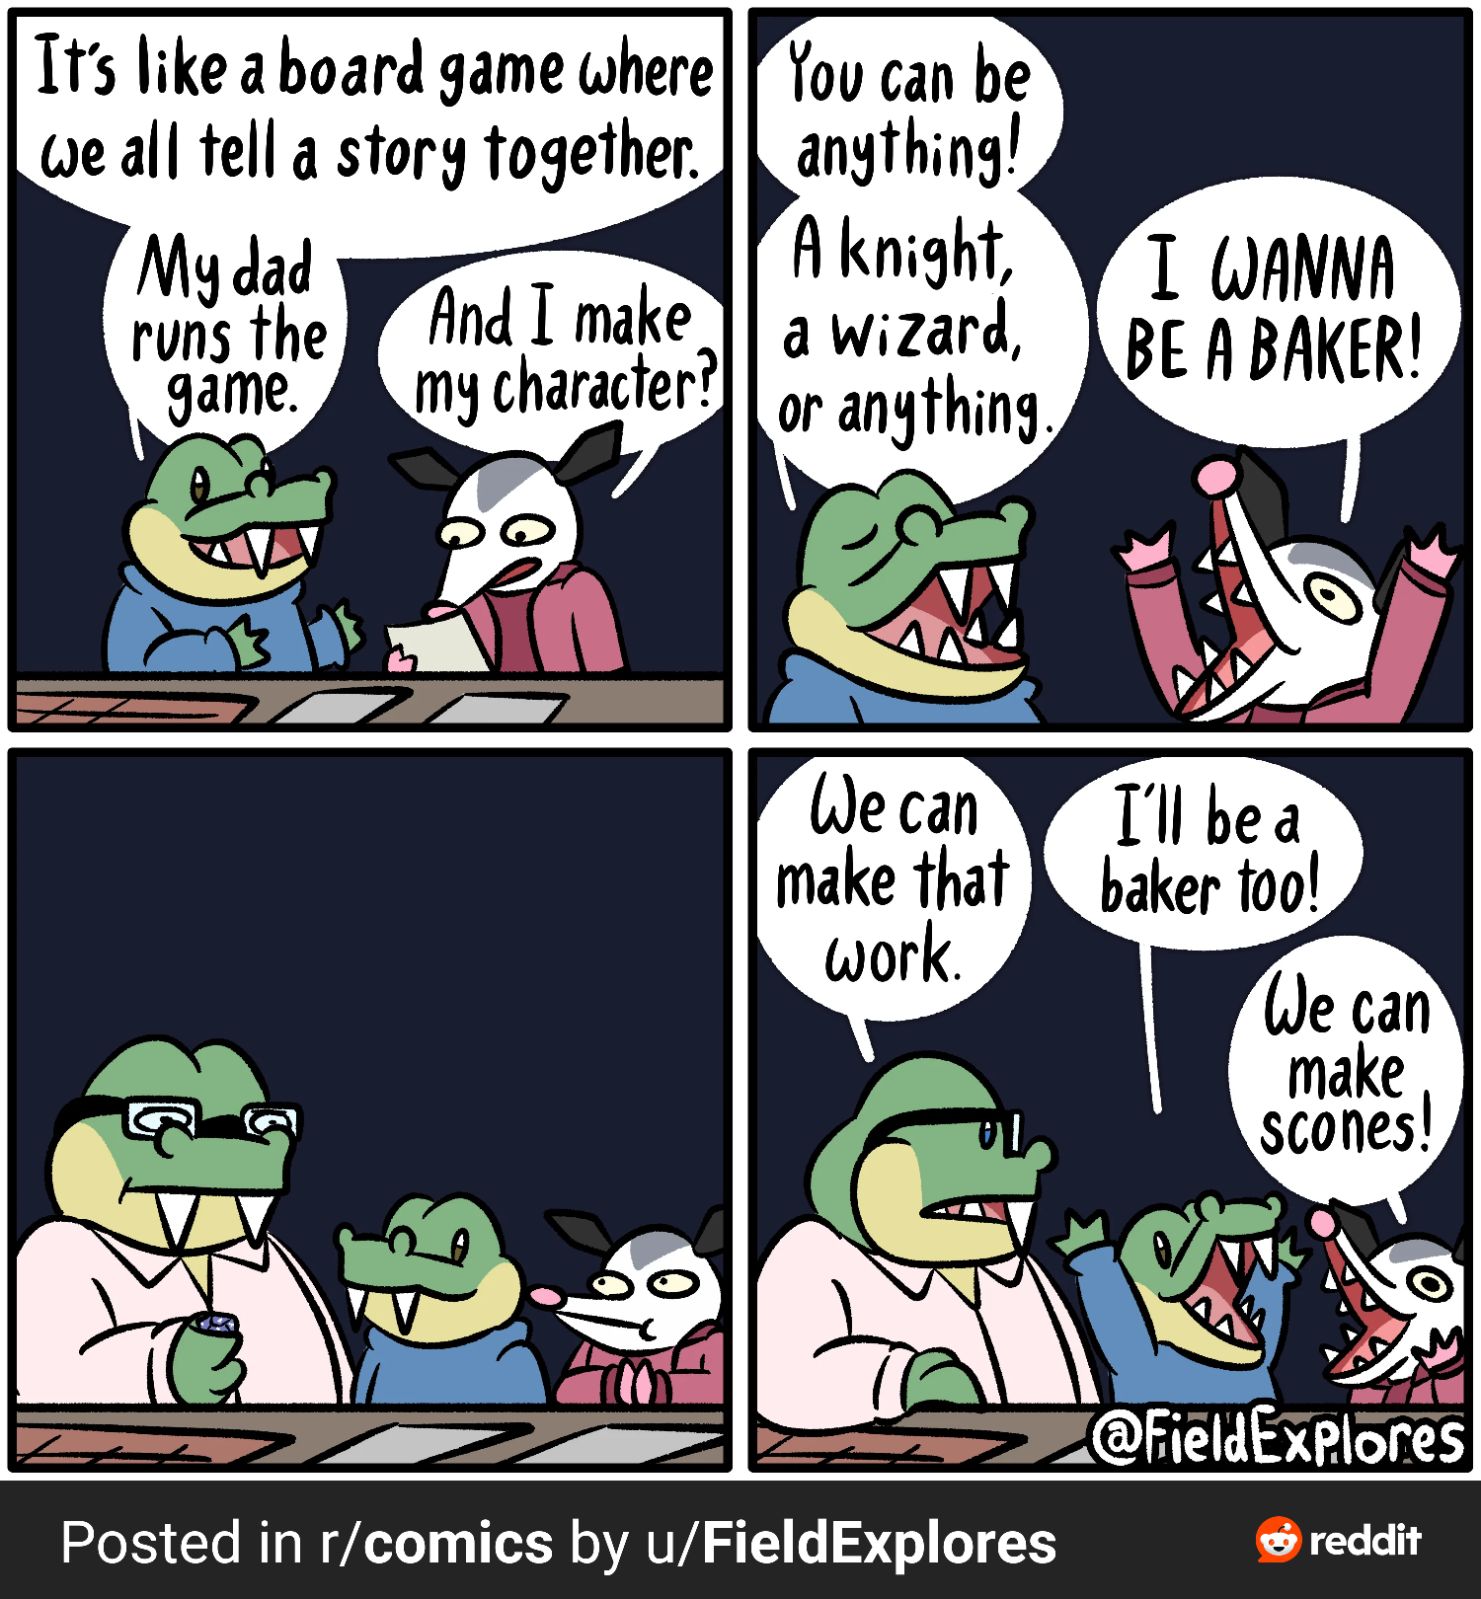 It's like a board game where
we all tell a story together.
My dad
runs the
game.
And I make
my character?
You can be
anything!
A knight,
a wizard,
or anything.
I WANNA
BE A BAKER!
We can
make that
work.
I'll be a
baker too!
We can
make
scones!
@FieldExplores
Posted in r/comics by u/FieldExplores
reddit